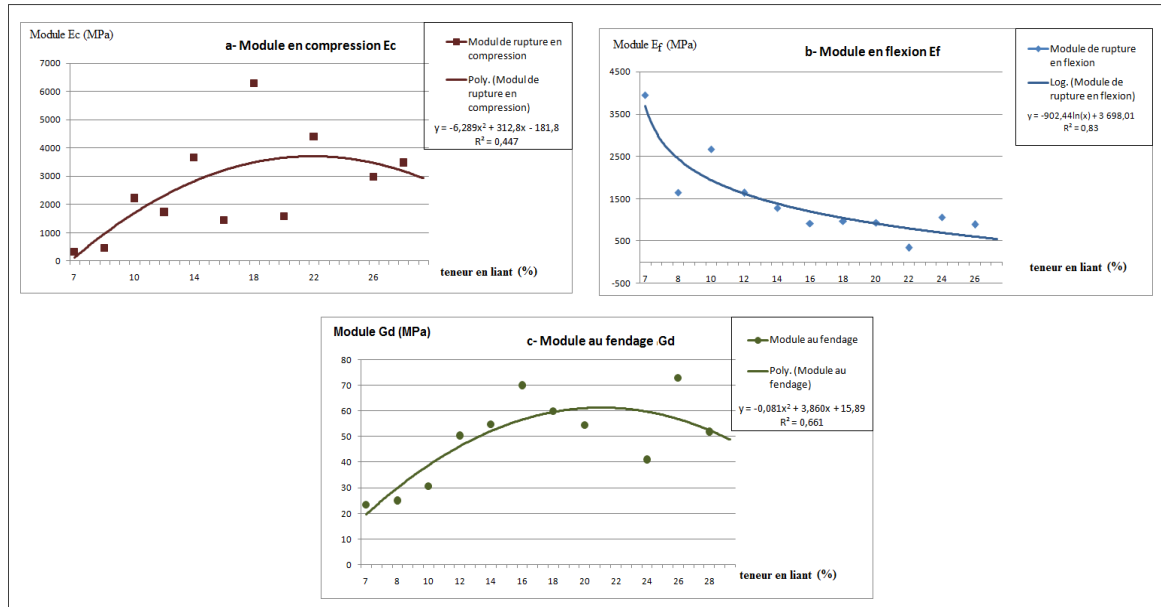 Module Ec (MPa)
a- Module en compression Ec
7000
6000
5000
4000
3000
2000
1000
0
7 10 14 18 22 26
teneur en liant (%)
Modul de rupture en
compression
Poly. (Modul de
rupture en
compression)
y = -6,289x² + 312,8x - 181,8
R² = 0,447
Module Ef (MPa)
b- Module en flexion Ef
4500
3500
2500
1500
500
-500
7 8 10 12 14 16 18 20 22 24 26
teneur en liant (%)
Module de rupture
en flexion
Log. (Module de
rupture en flexion)
y = -902,44ln(x) + 3 698,01
R² = 0,83
Module Gd (MPa)
c- Module au fendage Gd
80
70
60
50
40
30
20
10
0
7 8 10 12 14 16 18 20 22 24 26 28
teneur en liant (%)
Module au fendage
Poly. (Module au
fendage)
y = -0,081x² + 3,860x + 15,89
R² = 0,661